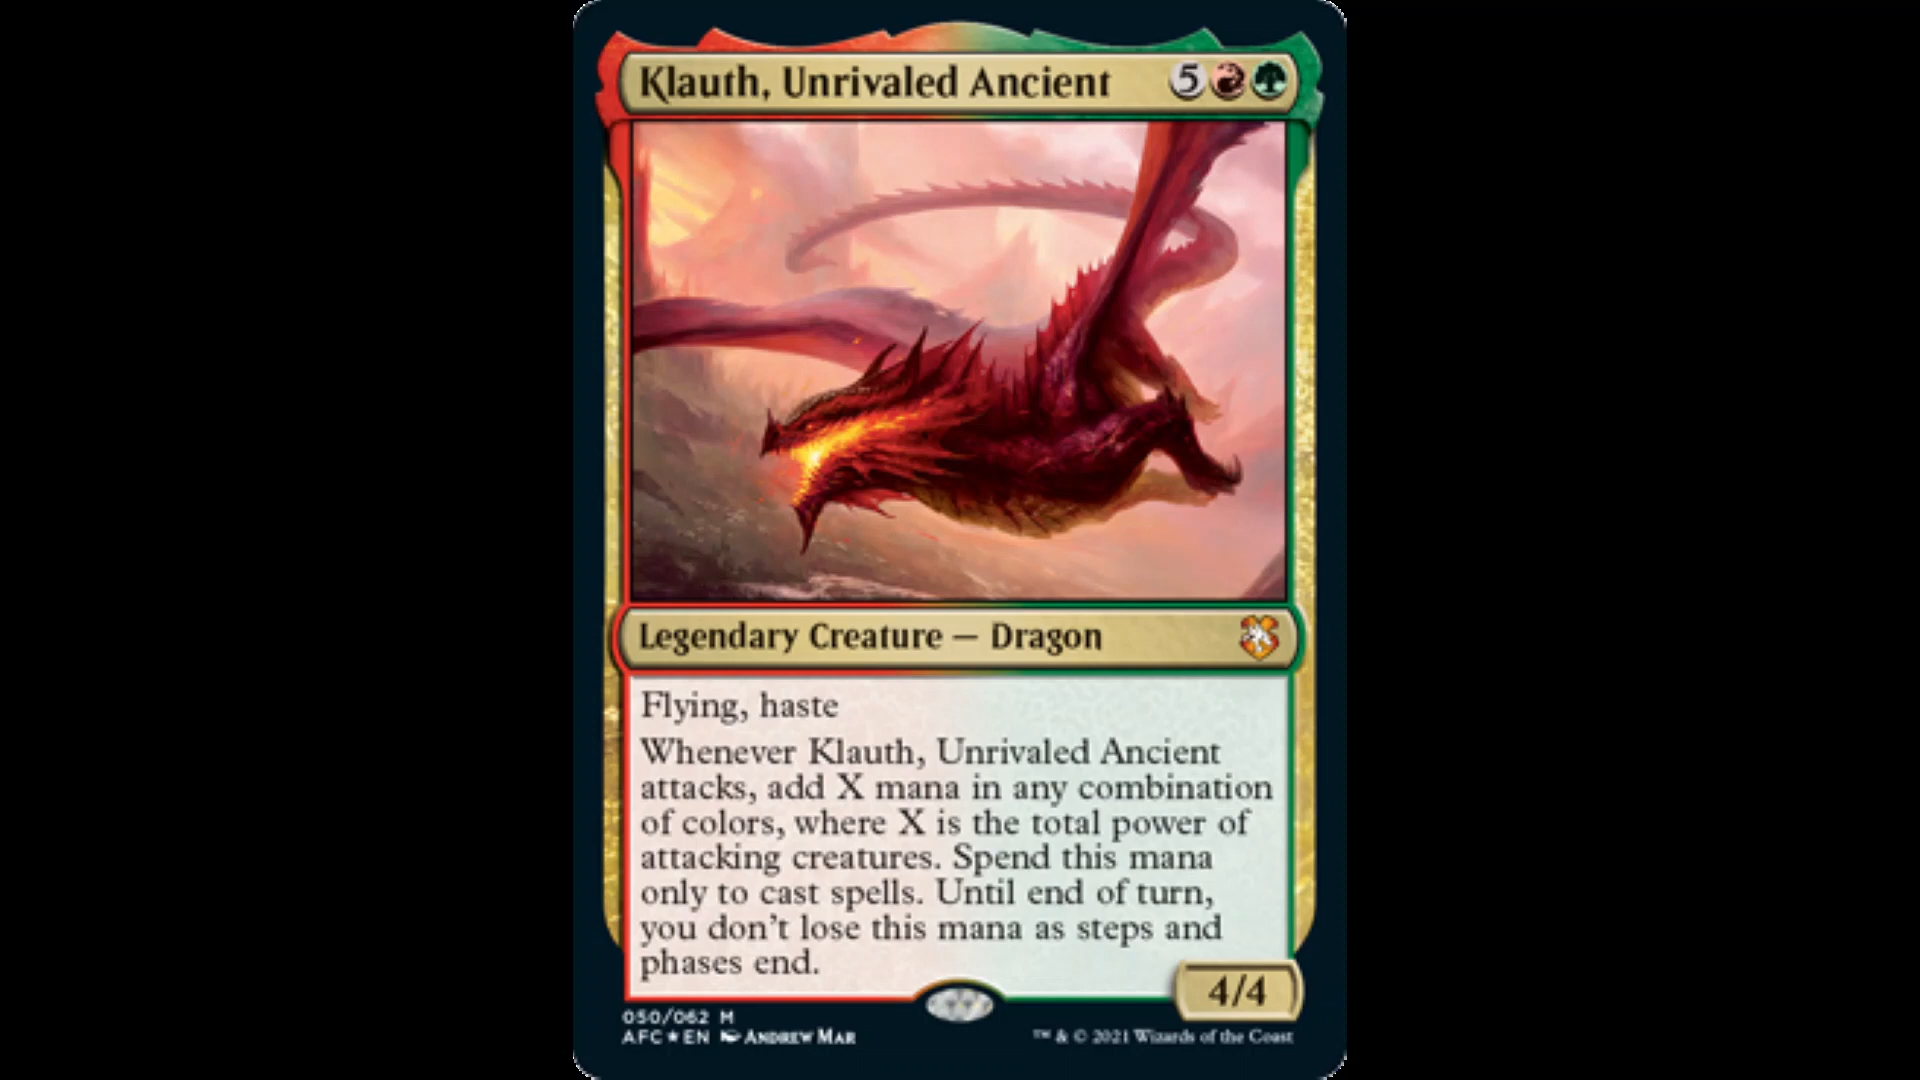 Klauth, Unrivaled Ancient 5
Legendary Creature — Dragon
Flying, haste
Whenever Klauth, Unrivaled Ancient
attacks, add X mana in any combination
of colors, where X is the total power of
attacking creatures. Spend this mana
only to cast spells. Until end of turn,
you don't lose this mana as steps and
phases end.
4/4
050/062 M
AFC★EN Andrew Mar
™ & © 2021 Wizards of the Coast